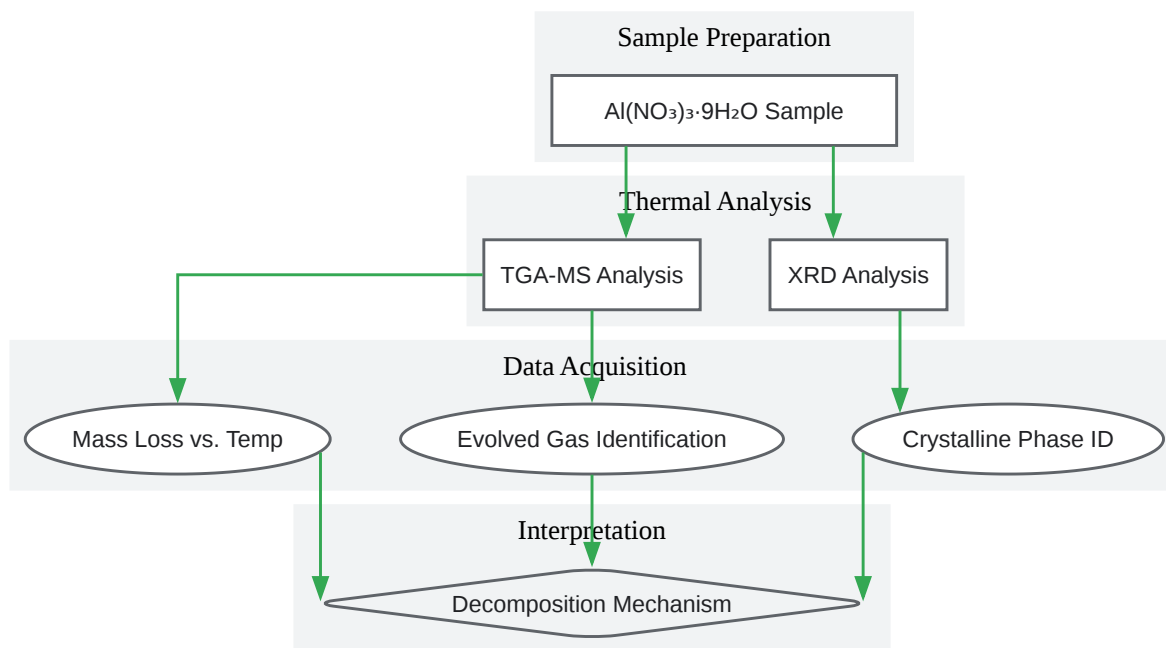 Sample Preparation
Al(NO₃)₃·9H₂O Sample
Thermal Analysis
TGA-MS Analysis
XRD Analysis
Data Acquisition
Mass Loss vs. Temp
Evolved Gas Identification
Crystalline Phase ID
Interpretation
Decomposition Mechanism